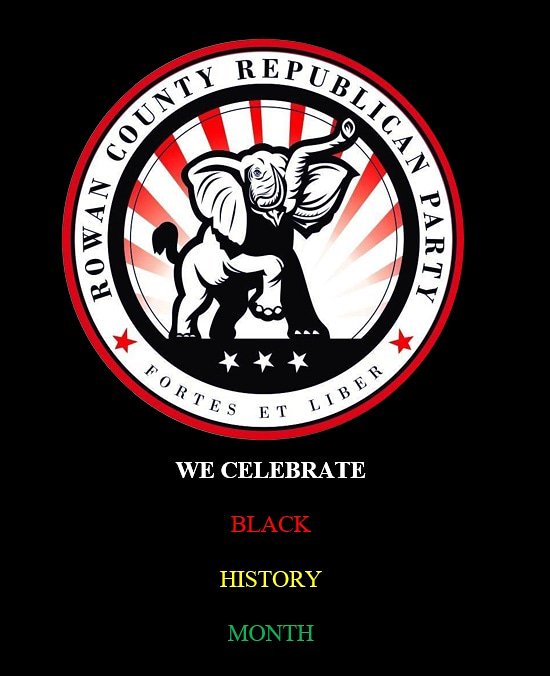 ROWAN COUNTY REPUBLICAN PARTY
FORTES ET LIBER
WE CELEBRATE
BLACK
HISTORY
MONTH